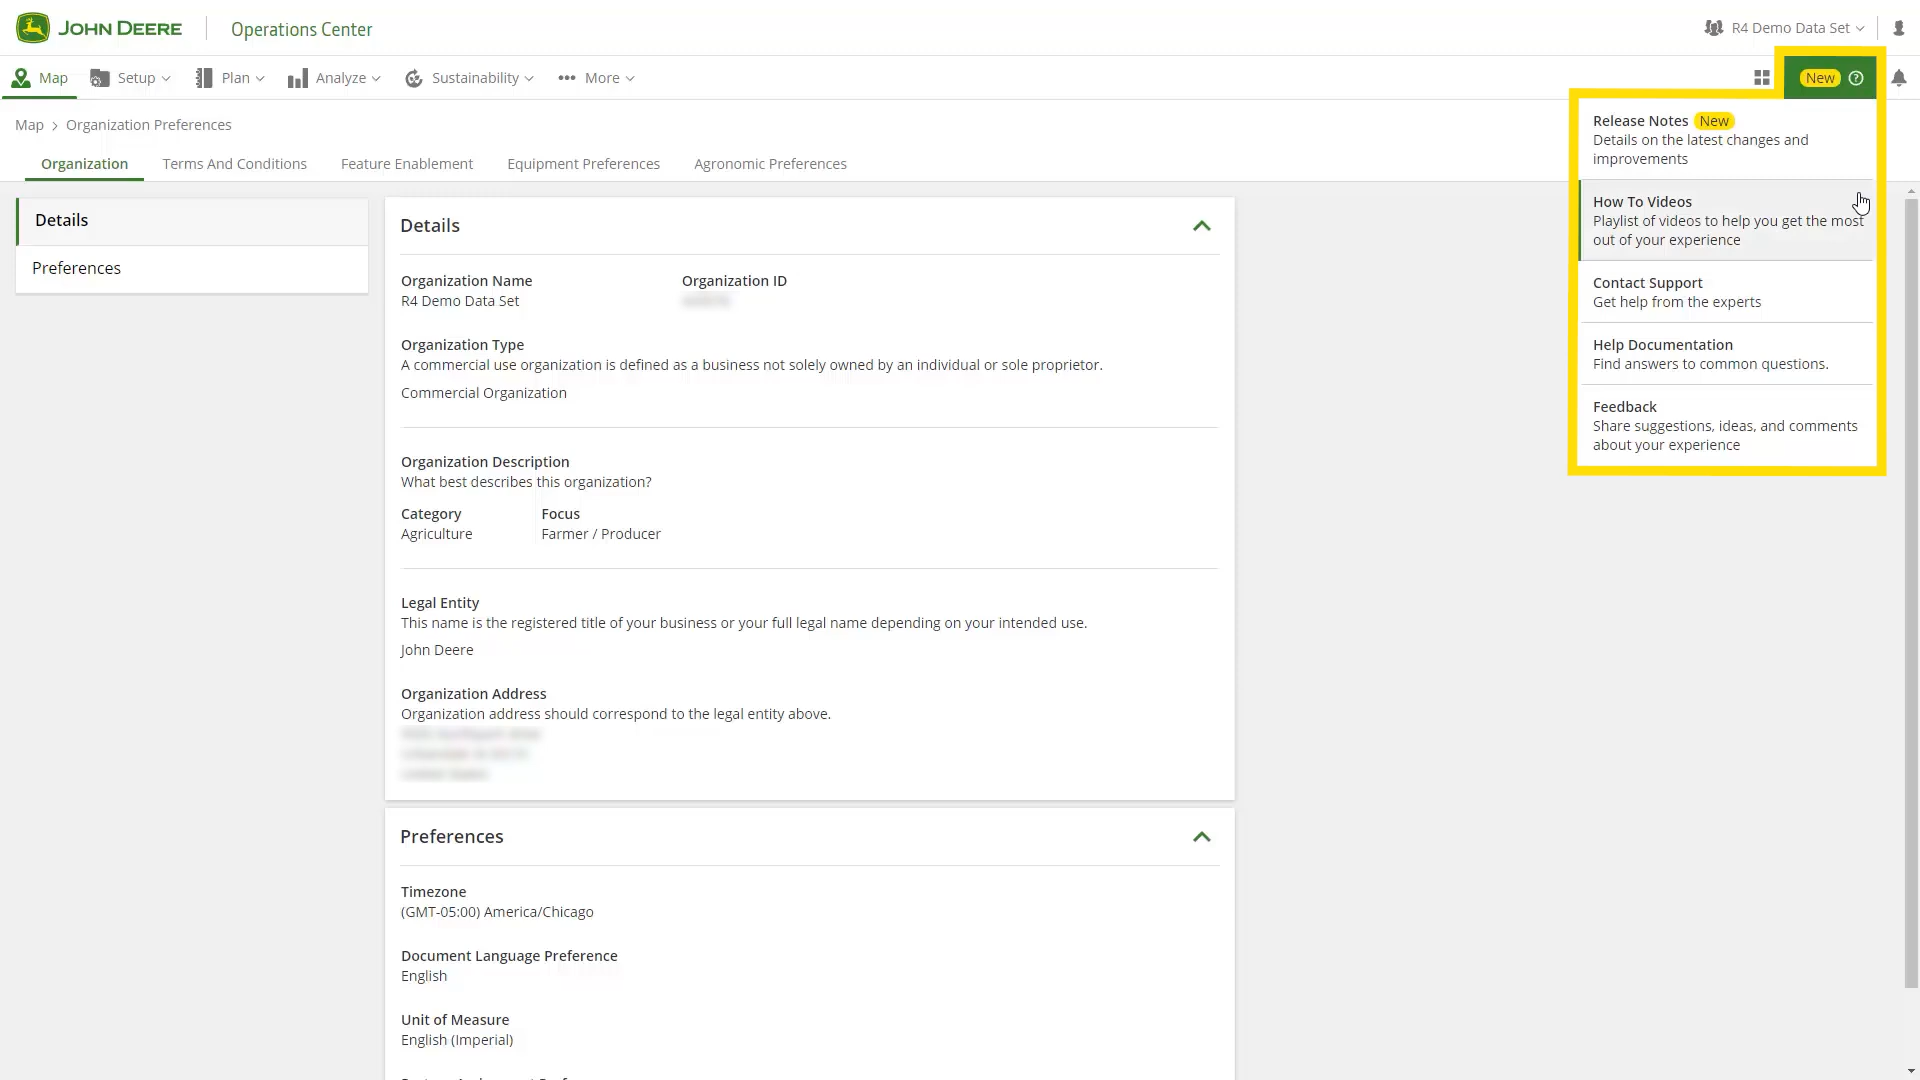 JOHN DEERE
Operations Center
R4 Demo Data Set
Map
Setup
Plan
Analyze
Sustainability
More
New
Map > Organization Preferences
Organization
Terms And Conditions
Feature Enablement
Equipment Preferences
Agronomic Preferences
Release Notes New
Details on the latest changes and
improvements
How To Videos
Playlist of videos to help you get the most
out of your experience
Contact Support
Get help from the experts
Help Documentation
Find answers to common questions.
Feedback
Share suggestions, ideas, and comments
about your experience
Details
Preferences
Details
Organization Name
R4 Demo Data Set
Organization ID
Organization Type
A commercial use organization is defined as a business not solely owned by an individual or sole proprietor.
Commercial Organization
Organization Description
What best describes this organization?
Category
Agriculture
Focus
Farmer / Producer
Legal Entity
This name is the registered title of your business or your full legal name depending on your intended use.
John Deere
Organization Address
Organization address should correspond to the legal entity above.
Preferences
Timezone
(GMT-05:00) America/Chicago
Document Language Preference
English
Unit of Measure
English (Imperial)